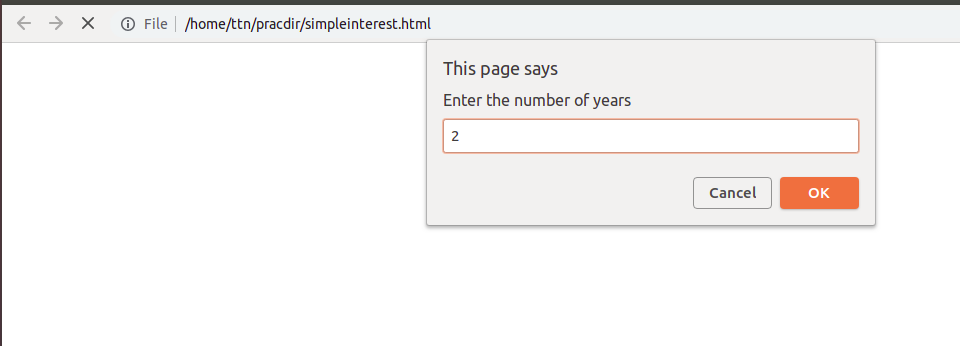 File /home/ttn/pracdir/simpleinterest.html
This page says
Enter the number of years
2
Cancel OK